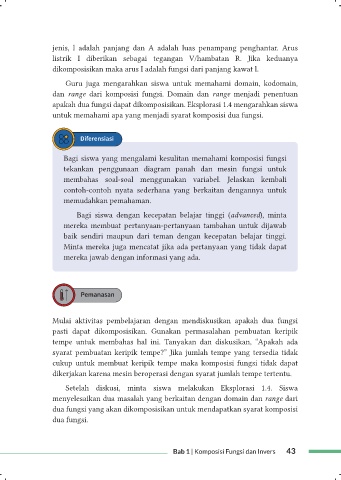 jenis, l adalah panjang dan A adalah luas penampang penghantar. Arus
listrik I diberikan sebagai tegangan V/hambatan R. Jika keduanya
dikomposisikan maka arus I adalah fungsi dari panjang kawat l.
Guru juga mengarahkan siswa untuk memahami domain, kodomain,
dan range dari komposisi fungsi. Domain dan range menjadi penentuan
apakah dua fungsi dapat dikomposisikan. Eksplorasi 1.4 mengarahkan siswa
untuk memahami apa yang menjadi syarat komposisi dua fungsi.
Diferensiasi
Bagi siswa yang mengalami kesulitan memahami komposisi fungsi
tekankan penggunaan diagram panah dan mesin fungsi untuk
membahas soal-soal menggunakan variabel. Jelaskan kembali
contoh-contoh nyata sederhana yang berkaitan dengannya untuk
memudahkan pemahaman.
Bagi siswa dengan kecepatan belajar tinggi (advanced), minta
mereka membuat pertanyaan-pertanyaan tambahan untuk dijawab
baik sendiri maupun dari teman dengan kecepatan belajar tinggi.
Minta mereka juga mencatat jika ada pertanyaan yang tidak dapat
mereka jawab dengan informasi yang ada.
Pemanasan
Mulai aktivitas pembelajaran dengan mendiskusikan apakah dua fungsi
pasti dapat dikomposisikan. Gunakan permasalahan pembuatan keripik
tempe untuk membahas hal ini. Tanyakan dan diskusikan, "Apakah ada
syarat pembuatan keripik tempe?" Jika jumlah tempe yang tersedia tidak
cukup untuk membuat keripik tempe maka komposisi fungsi tidak dapat
dikerjakan karena mesin beroperasi dengan syarat jumlah tempe tertentu.
Setelah diskusi, minta siswa melakukan Eksplorasi 1.4. Siswa
menyelesaikan dua masalah yang berkaitan dengan domain dan range dari
dua fungsi yang akan dikomposisikan untuk mendapatkan syarat komposisi
dua fungsi.
Bab 1 | Komposisi Fungsi dan Invers 43